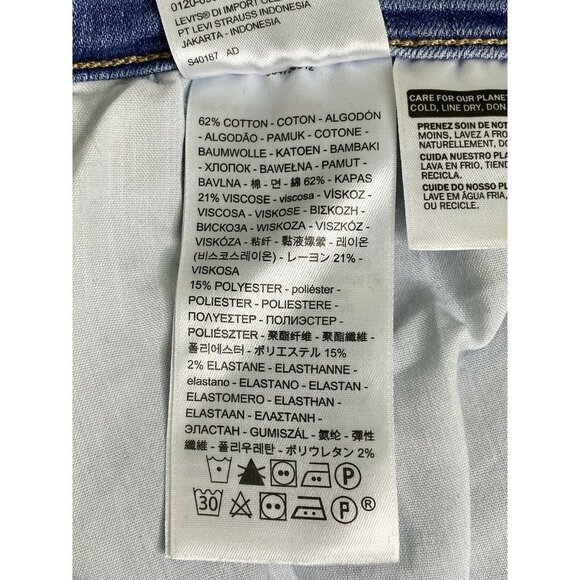 LEVI'S® DI IMPORT
PT LEVI STRAUSS INDONESIA
JAKARTA - INDONESIA
S40187 AD
62% COTTON - COTON - ALGODÓN
- ALGODÃO - PAMUK - COTONE -
BAUMWOLLE - KATOEN - BAMBAKI
- ХЛОПОК - BAWEŁNA - PAMUT -
BAVLNA - 棉 - 면 - 綿 62% - KAPAS
21% VISCOSE - viscosa - VİSKOZ -
VISCOSA - VISKOSE - ΒΙΣΚΟΖΗ -
ВИСКОЗА - WISKOZA - VISZKÓZ -
VISKÓZA - 粘纤 - 黏液嫘縈 - 레이온
(비스코스레이온) - レーヨン 21% -
VISKOSA
15% POLYESTER - poliéster -
POLIESTER - POLIESTERE -
ΠΟΛΥΕΣΤΕΡ - ПОЛИЭСТЕР -
POLIÉSZTER - 聚酯纤维 - 聚酯纖維 -
폴리에스터 - ポリエステル 15%
2% ELASTANE - ELASTHANNE -
elastano - ELASTANO - ELASTAN -
ELASTOMERO - ELASTHAN -
ELASTAAN - ΕΛΑΣΤΑΝΗ -
ЭЛАСТАН - GUMISZÁL - 氨纶 - 彈性
纖維 - 폴리우레탄 - ポリウレタン 2%
P
30 P ®
CARE FOR OUR PLANET
COLD, LINE DRY, DON
PRENEZ SOIN DE NOT
MOINS, LAVEZ A FRO
NATURELLEMENT, DO
CUIDA NUESTRO PLA
LAVA EN FRIO, TIEND
RECICLA.
CUIDE DO NOSSO PL
LAVE EM ÁGUA FRIA,
OU RECICLE.